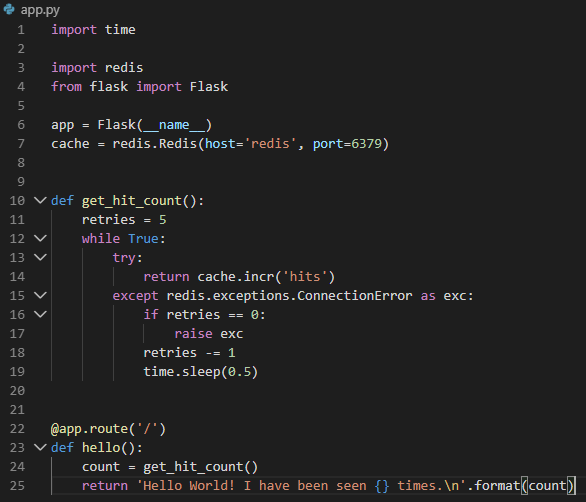 app.py
1 import time
2
3 import redis
4 from flask import Flask
5
6 app = Flask(__name__)
7 cache = redis.Redis(host='redis', port=6379)
8
9
10 def get_hit_count():
11     retries = 5
12     while True:
13         try:
14             return cache.incr('hits')
15         except redis.exceptions.ConnectionError as exc:
16             if retries == 0:
17                 raise exc
18             retries -= 1
19             time.sleep(0.5)
20
21
22 @app.route('/')
23 def hello():
24     count = get_hit_count()
25     return 'Hello World! I have been seen {} times.\n'.format(count)